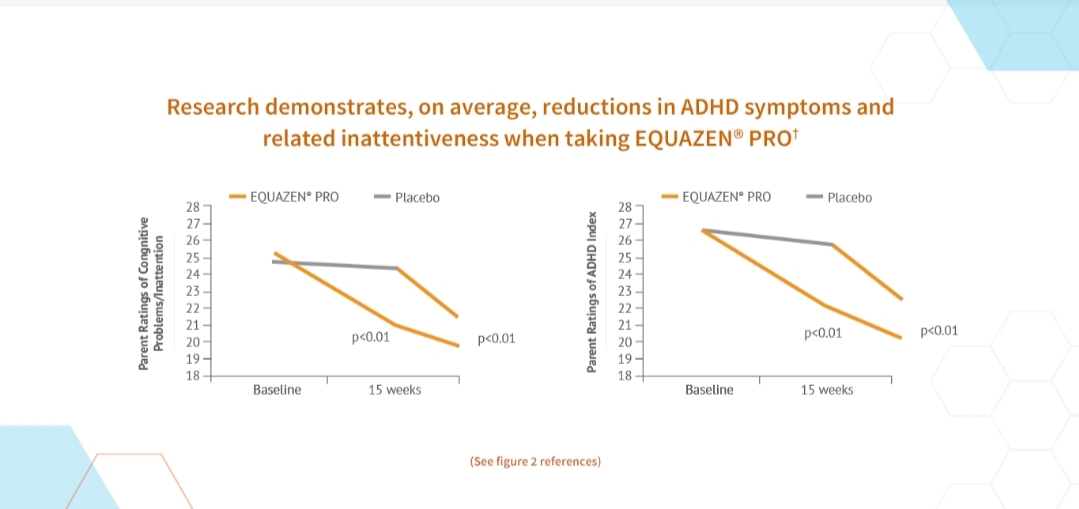 Research demonstrates, on average, reductions in ADHD symptoms and
related inattentiveness when taking EQUAZEN® PRO†
EQUAZEN® PRO
Placebo
Parent Ratings of Congnitive
Problems/Inattention
28
27
26
25
24
23
22
21
20
19
18
p<0.01
p<0.01
Baseline
15 weeks
EQUAZEN® PRO
Placebo
Parent Ratings of ADHD Index
28
27
26
25
24
23
22
21
20
19
18
p<0.01
p<0.01
Baseline
15 weeks
(See figure 2 references)